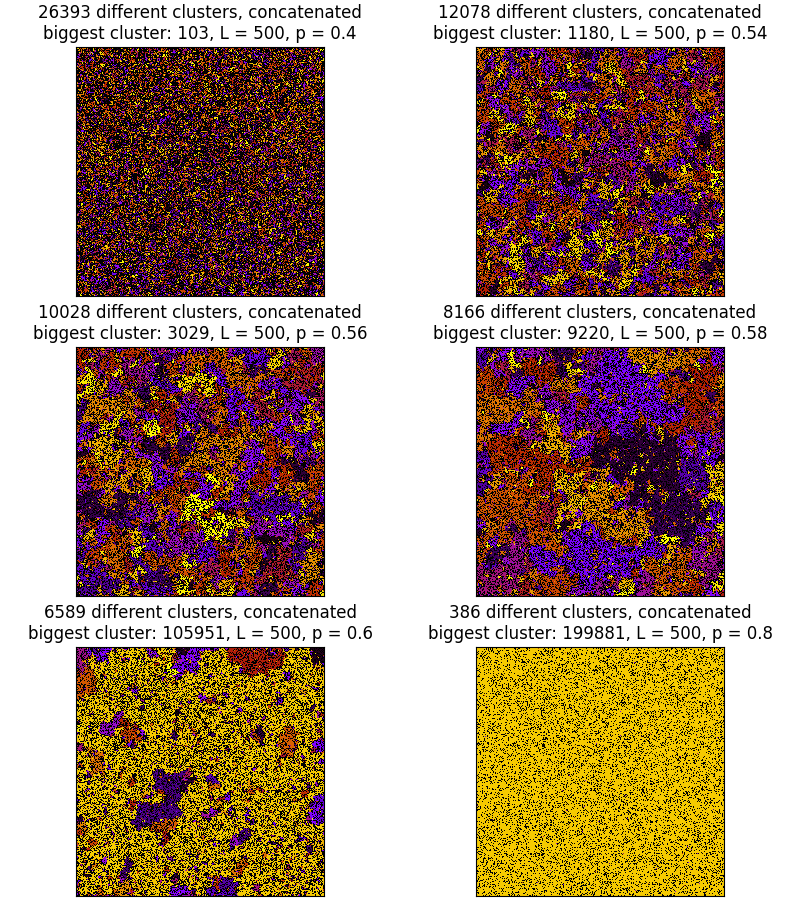 26393 different clusters, concatenated
biggest cluster: 103, L = 500, p = 0.4
12078 different clusters, concatenated
biggest cluster: 1180, L = 500, p = 0.54
10028 different clusters, concatenated
biggest cluster: 3029, L = 500, p = 0.56
8166 different clusters, concatenated
biggest cluster: 9220, L = 500, p = 0.58
6589 different clusters, concatenated
biggest cluster: 105951, L = 500, p = 0.6
386 different clusters, concatenated
biggest cluster: 199881, L = 500, p = 0.8